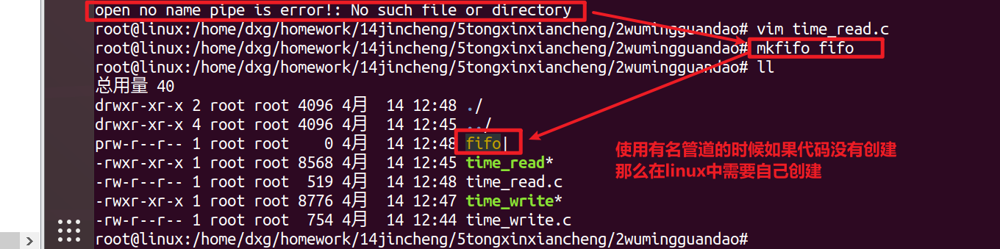 open no name pipe is error!: No such file or directory
root@linux:/home/dxg/homework/14jincheng/5tongxinxiancheng/2wumingguandao# vim time_read.c
root@linux:/home/dxg/homework/14jincheng/5tongxinxiancheng/2wumingguandao# mkfifo fifo
root@linux:/home/dxg/homework/14jincheng/5tongxinxiancheng/2wumingguandao# ll
总用量 40
drwxr-xr-x 2 root root 4096 4月  14 12:48 ./
drwxr-xr-x 4 root root 4096 4月  14 12:45 ../
prw-r--r-- 1 root root    0 4月  14 12:48 fifo|
-rwxr-xr-x 1 root root 8568 4月  14 12:45 time_read*
-rw-r--r-- 1 root root  519 4月  14 12:48 time_read.c
-rwxr-xr-x 1 root root 8776 4月  14 12:47 time_write*
-rw-r--r-- 1 root root  754 4月  14 12:44 time_write.c
root@linux:/home/dxg/homework/14jincheng/5tongxinxiancheng/2wumingguandao#
使用有名管道的时候如果代码没有创建
那么在linux中需要自己创建